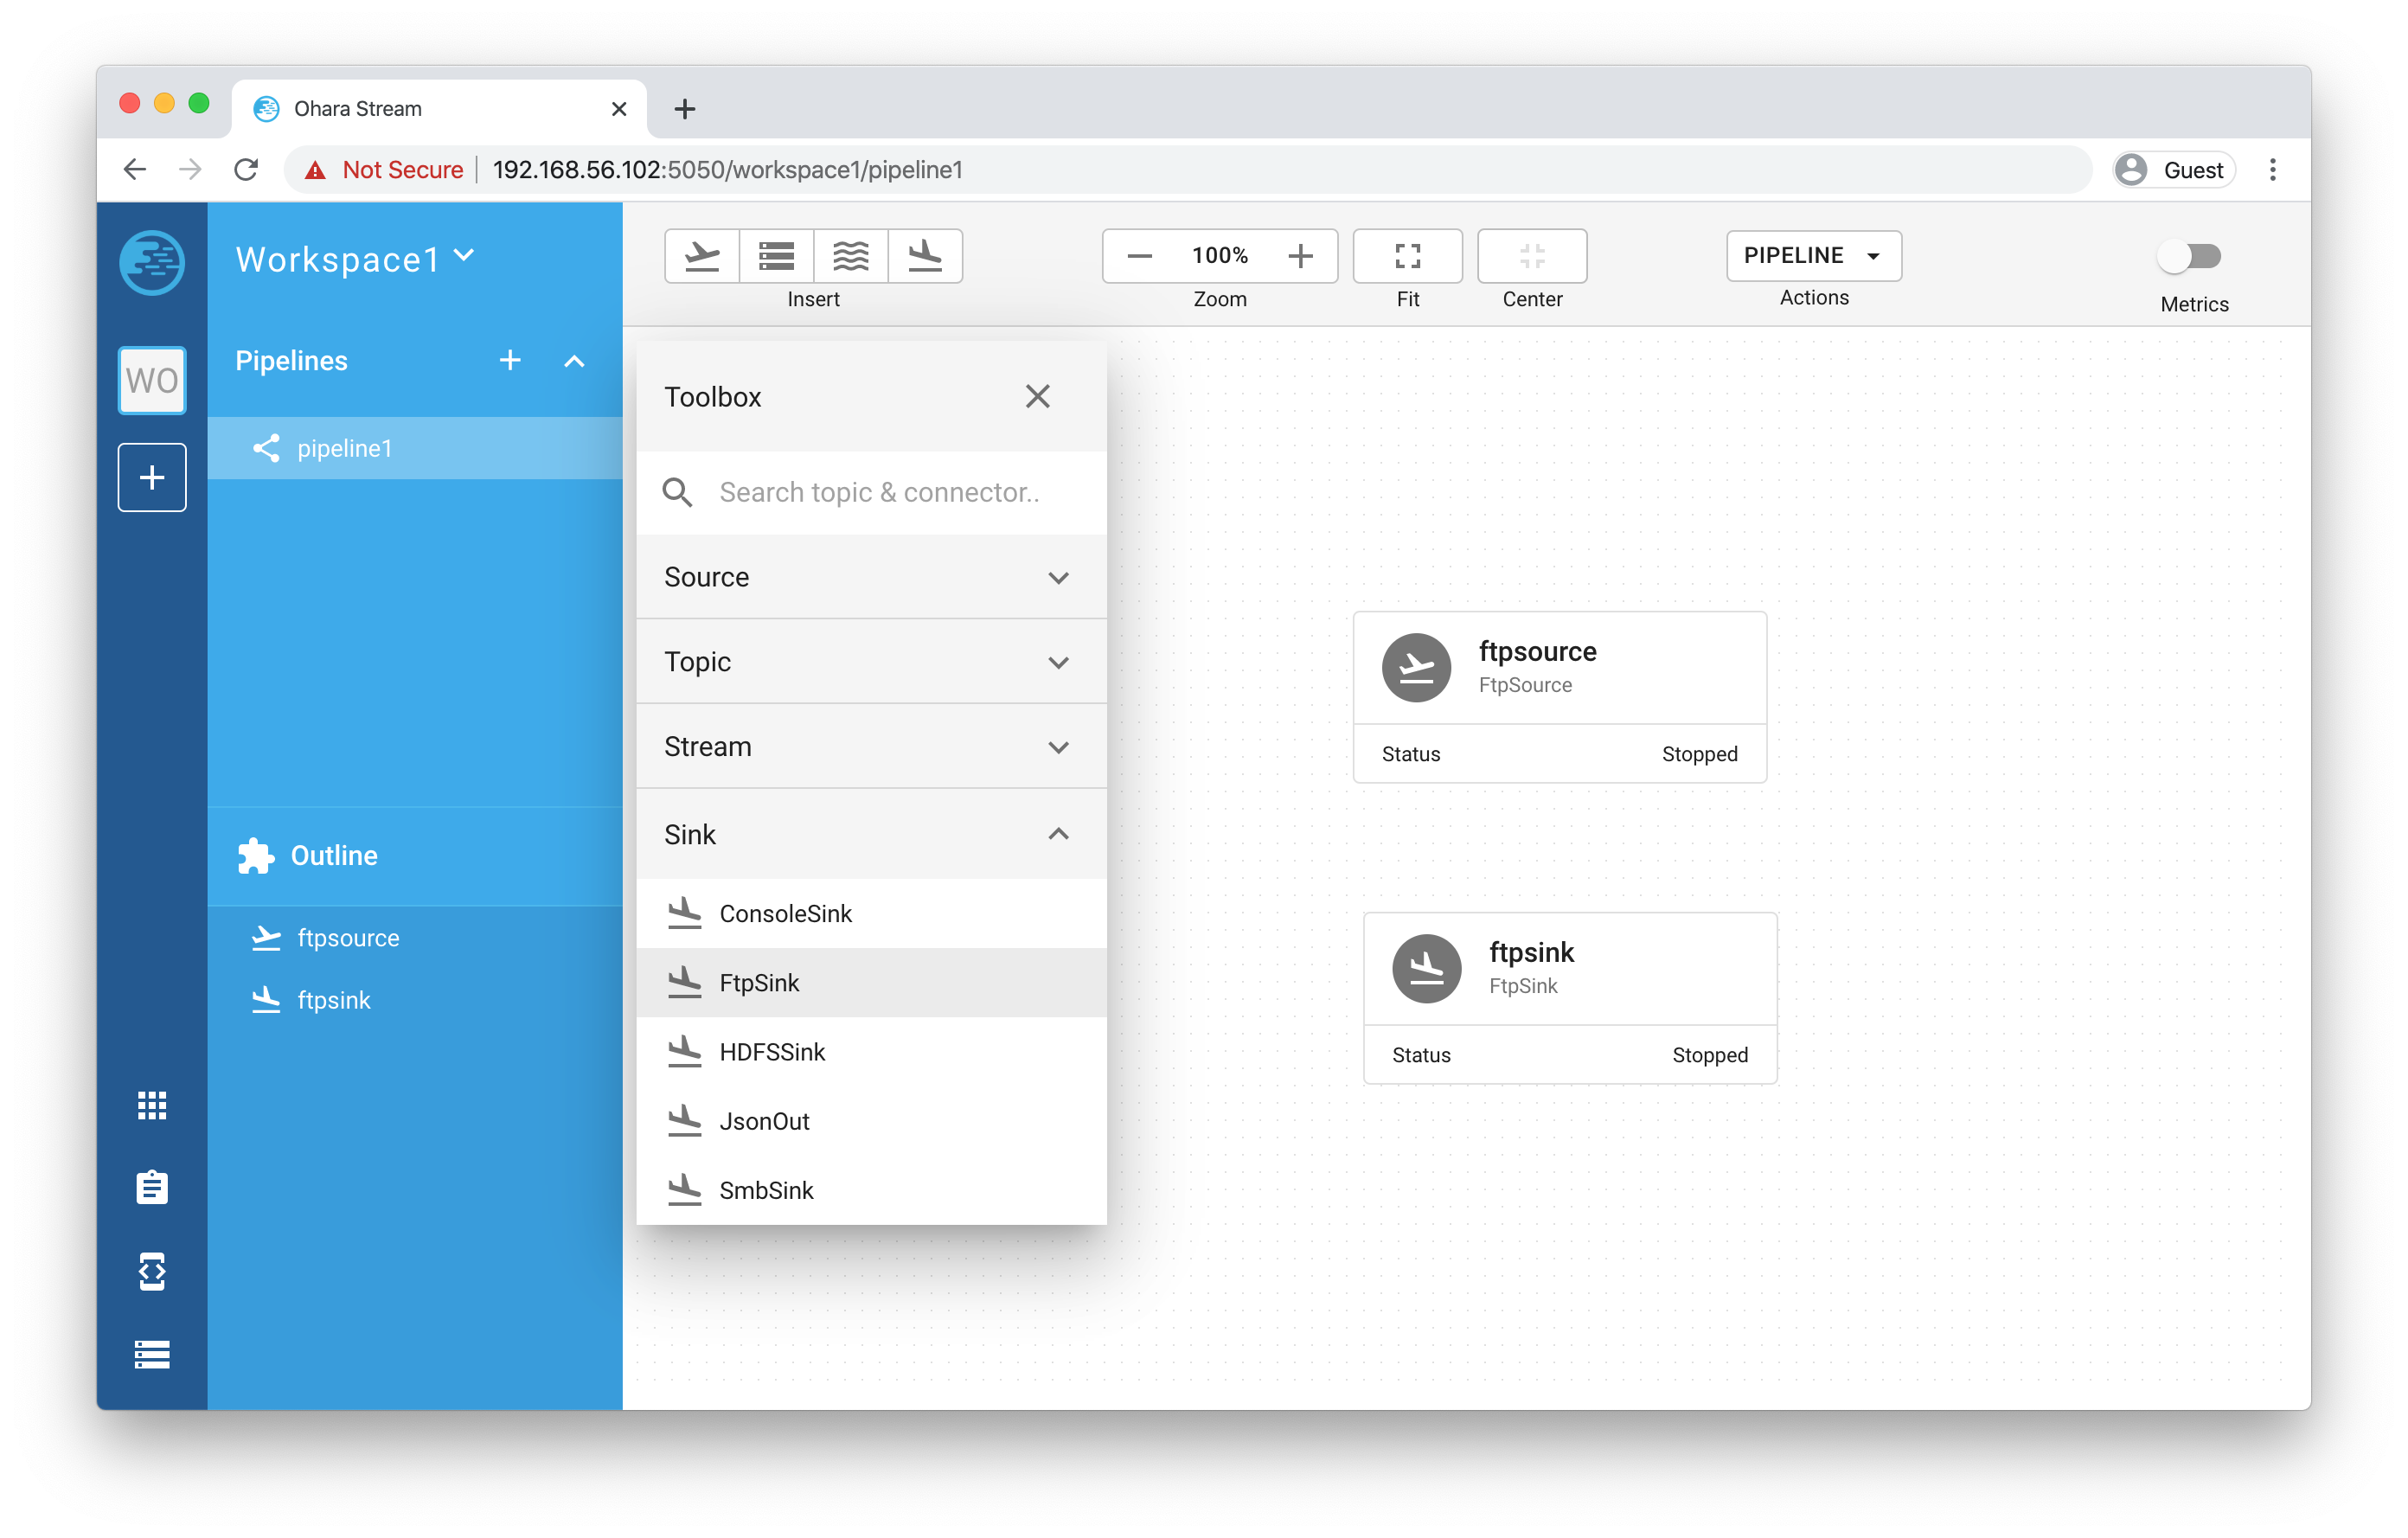 Ohara Stream
Not Secure 192.168.56.102:5050/workspace1/pipeline1
Guest
WO
Workspace1
Pipelines
pipeline1
Outline
ftpsource
ftpsink
Insert
100%
Zoom
Fit
Center
PIPELINE
Actions
Metrics
Toolbox
Search topic & connector..
Source
Topic
Stream
Sink
ConsoleSink
FtpSink
HDFSSink
JsonOut
SmbSink
ftpsource
FtpSource
Status Stopped
ftpsink
FtpSink
Status Stopped